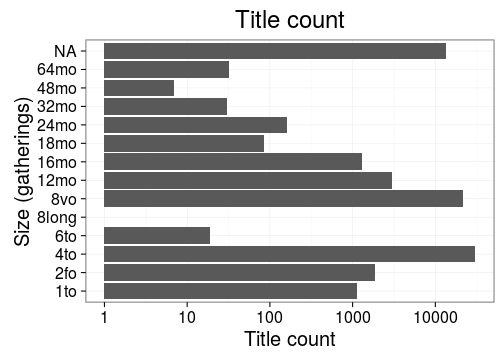 Title count
Size (gatherings)
NA
64mo
48mo
32mo
24mo
18mo
16mo
12mo
8vo
8long
6to
4to
2fo
1to
1 10 100 1000 10000
Title count